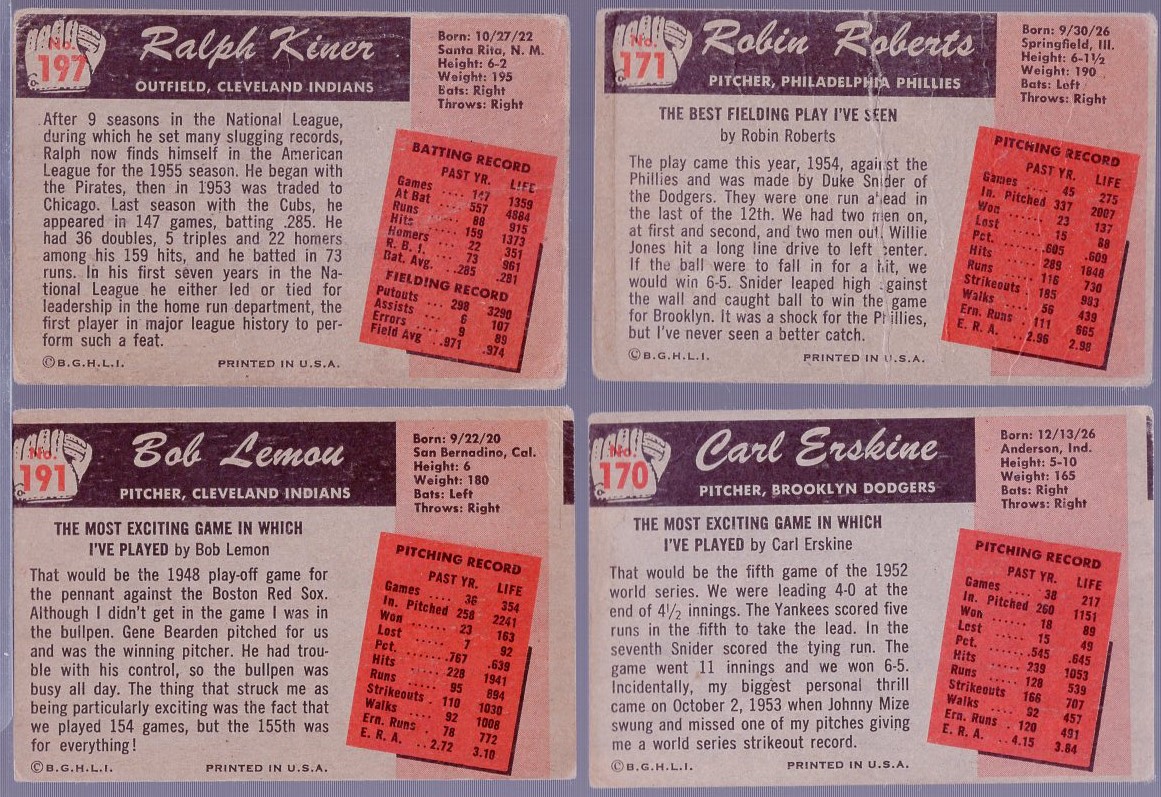 No.
197
Ralph Kiner
OUTFIELD, CLEVELAND INDIANS
Born: 10/27/22
Santa Rita, N. M.
Height: 6-2
Weight: 195
Bats: Right
Throws: Right
After 9 seasons in the National League,
during which he set many slugging records,
Ralph now finds himself in the American
League for the 1955 season. He began with
the Pirates, then in 1953 was traded to
Chicago. Last season with the Cubs, he
appeared in 147 games, batting .285. He
had 36 doubles, 5 triples and 22 homers
among his 159 hits, and he batted in 73
runs. In his first seven years in the Na-
tional League he either led or tied for
leadership in the home run department, the
first player in major league history to per-
form such a feat.
BATTING RECORD
PAST YR. LIFE
Games .... 147 1359
At Bat .... 557 4884
Runs .... 88 915
Hits .... 159 1373
Homers .... 22 351
R. B. I. .... 73 961
Bat. Avg. .. .285 .281
FIELDING RECORD
Putouts ... 298 3290
Assists .... 6 107
Errors .... 9 89
Field Avg .. .971 .974
©B.G.H.L.I. PRINTED IN U.S.A.
No.
171
Robin Roberts
PITCHER, PHILADELPHIA PHILLIES
Born: 9/30/26
Springfield, Ill.
Height: 6-1½
Weight: 190
Bats: Left
Throws: Right
THE BEST FIELDING PLAY I'VE SEEN
by Robin Roberts
The play came this year, 1954, against the
Phillies and was made by Duke Snider of
the Dodgers. They were one run ahead in
the last of the 12th. We had two men on,
at first and second, and two men out. Willie
Jones hit a long line drive to left center.
If the ball were to fall in for a hit, we
would win 6-5. Snider leaped high against
the wall and caught ball to win the game
for Brooklyn. It was a shock for the Phillies,
but I've never seen a better catch.
PITCHING RECORD
PAST YR. LIFE
Games .... 45 275
In. Pitched 337 2007
Won .... 23 137
Lost .... 15 88
Pct. .... .605 .609
Hits .... 289 1848
Runs .... 116 730
Strikeouts .. 185 983
Walks .... 56 439
Ern. Runs .. 111 665
E. R. A. .. 2.96 2.98
©B.G.H.L.I. PRINTED IN U.S.A.
No.
191
Bob Lemon
PITCHER, CLEVELAND INDIANS
Born: 9/22/20
San Bernadino, Cal.
Height: 6
Weight: 180
Bats: Left
Throws: Right
THE MOST EXCITING GAME IN WHICH
I'VE PLAYED by Bob Lemon
That would be the 1948 play-off game for
the pennant against the Boston Red Sox.
Although I didn't get in the game I was in
the bullpen. Gene Bearden pitched for us
and was the winning pitcher. He had trou-
ble with his control, so the bullpen was
busy all day. The thing that struck me as
being particularly exciting was the fact that
we played 154 games, but the 155th was
for everything!
PITCHING RECORD
PAST YR. LIFE
Games .... 36 354
In. Pitched 258 2241
Won .... 23 163
Lost .... 7 92
Pct. .... .767 .639
Hits .... 228 1941
Runs .... 95 894
Strikeouts . 110 1030
Walks .... 92 1008
Ern. Runs .. 78 772
E. R. A. .. 2.72 3.10
©B.G.H.L.I. PRINTED IN U.S.A.
No.
170
Carl Erskine
PITCHER, BROOKLYN DODGERS
Born: 12/13/26
Anderson, Ind.
Height: 5-10
Weight: 165
Bats: Right
Throws: Right
THE MOST EXCITING GAME IN WHICH
I'VE PLAYED by Carl Erskine
That would be the fifth game of the 1952
world series. We were leading 4-0 at the
end of 4½ innings. The Yankees scored five
runs in the fifth to take the lead. In the
seventh Snider scored the tying run. The
game went 11 innings and we won 6-5.
Incidentally, my biggest personal thrill
came on October 2, 1953 when Johnny Mize
swung and missed one of my pitches giving
me a world series strikeout record.
PITCHING RECORD
PAST YR. LIFE
Games .... 38 217
In. Pitched 260 1151
Won .... 18 89
Lost .... 15 49
Pct. .... .545 .645
Hits .... 239 1053
Runs .... 128 539
Strikeouts 166 707
Walks .... 92 457
Ern. Runs .. 120 491
E. R. A. .. 4.15 3.84
©B.G.H.L.I. PRINTED IN U.S.A.